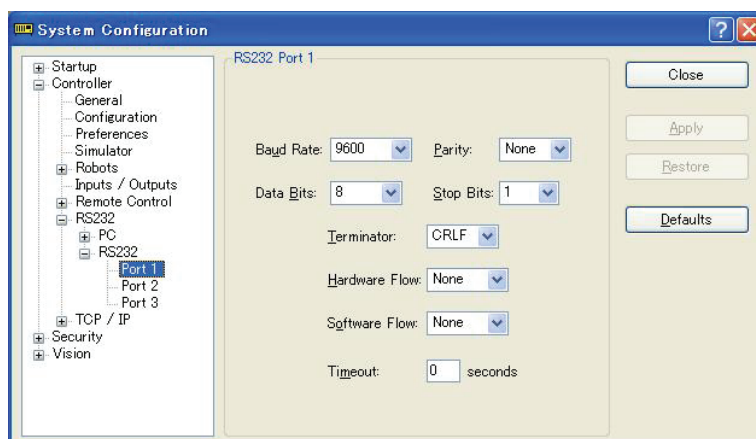 System Configuration
Startup
Controller
General
Configuration
Preferences
Simulator
Robots
Inputs / Outputs
Remote Control
RS232
PC
RS232
Port 1
Port 2
Port 3
TCP / IP
Security
Vision
RS232 Port 1
Baud Rate: 9600 Parity: None
Data Bits: 8 Stop Bits: 1
Terminator: CRLF
Hardware Flow: None
Software Flow: None
Timeout: 0 seconds
Close
Apply
Restore
Defaults